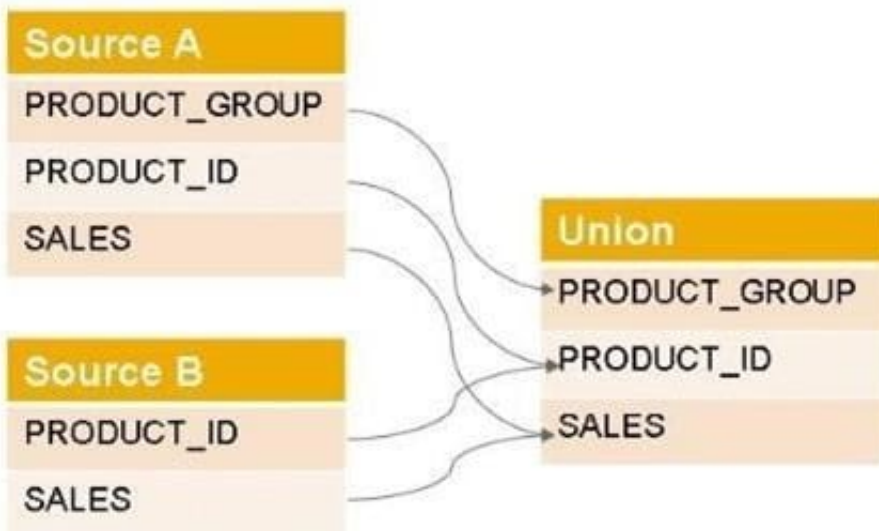 Source A
PRODUCT_GROUP
PRODUCT_ID
SALES
Source B
PRODUCT_ID
SALES
Union
PRODUCT_GROUP
PRODUCT_ID
SALES